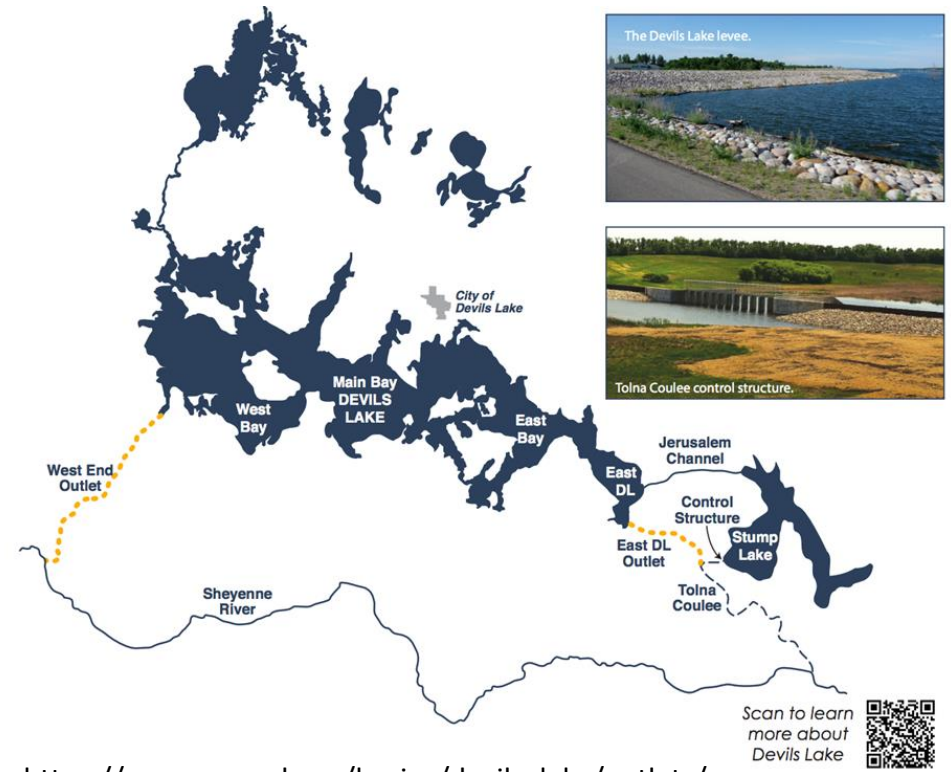 The Devils Lake levee.
City of
Devils Lake
Tolna Coulee control structure.
Main Bay
DEVILS
LAKE
West
Bay
East
Bay
Jerusalem
Channel
West End
Outlet
East
DL
Control
Structure
Stump
Lake
East DL
Outlet
Tolna
Coulee
Sheyenne
River
Scan to learn
more about
Devils Lake